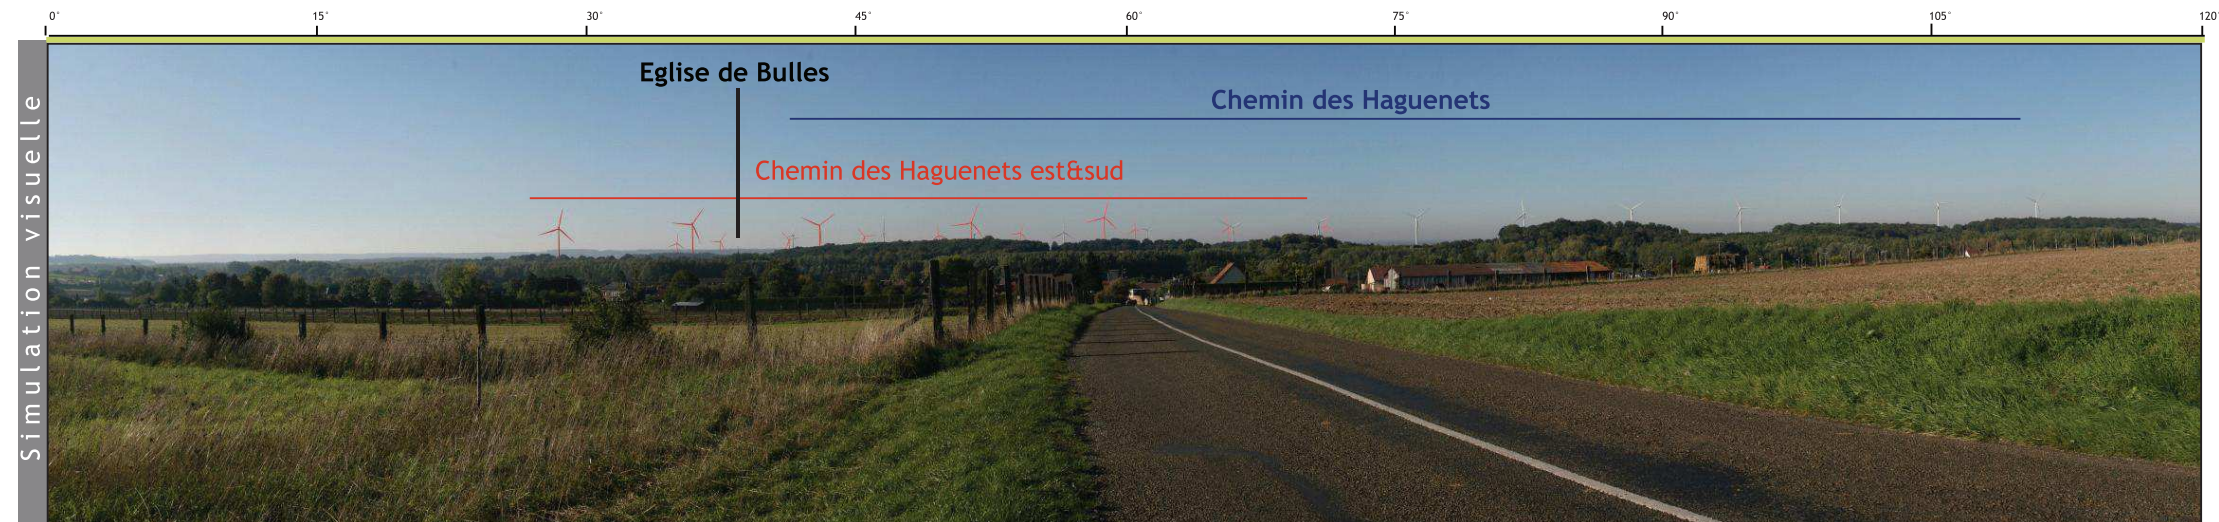 0° 15° 30° 45° 60° 75° 90° 105° 120°
Simulation visuelle
Eglise de Bulles
Chemin des Haguenets
Chemin des Haguenets est&sud